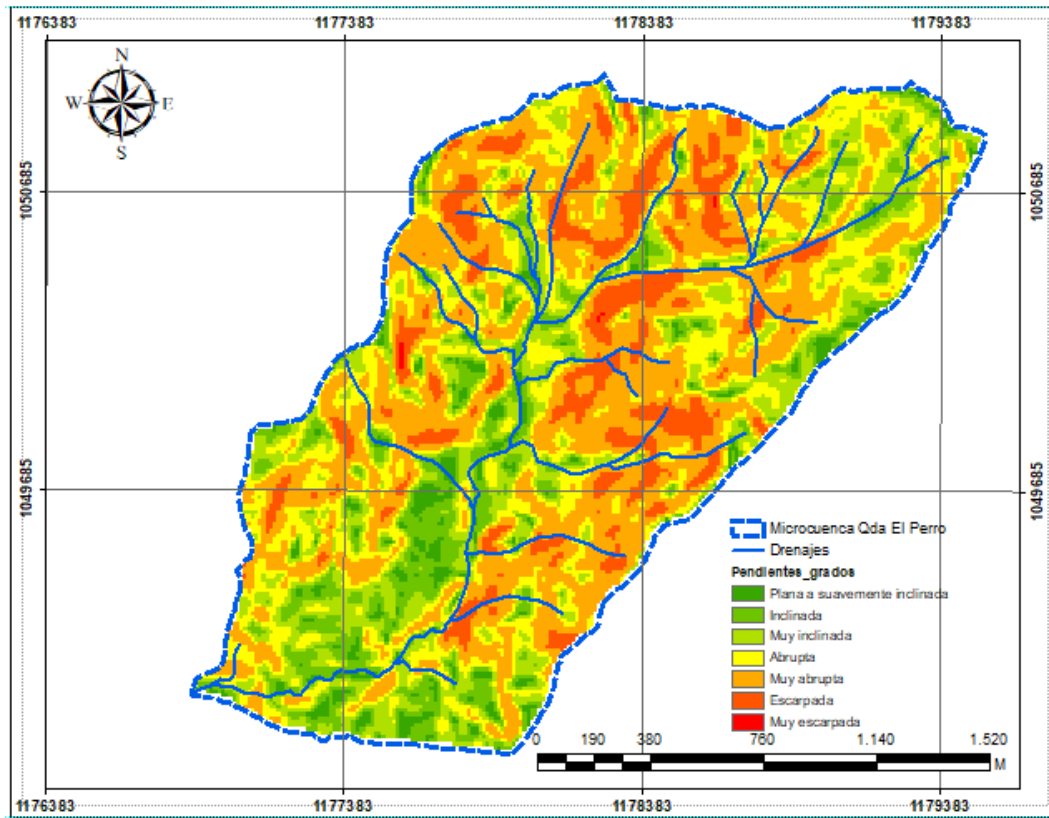 1176383 1177383 1178383 1179383
N
W E
S
1050685 1050685
1049685 1049685
Microcuenca Qda El Perro
Drenajes
Pendientes_grados
Plana a suavemente inclinada
Inclinada
Muy inclinada
Abrupta
Muy abrupta
Escarpada
Muy escarpada
0 190 380 760 1.140 1.520
M
1176383 1177383 1178383 1179383